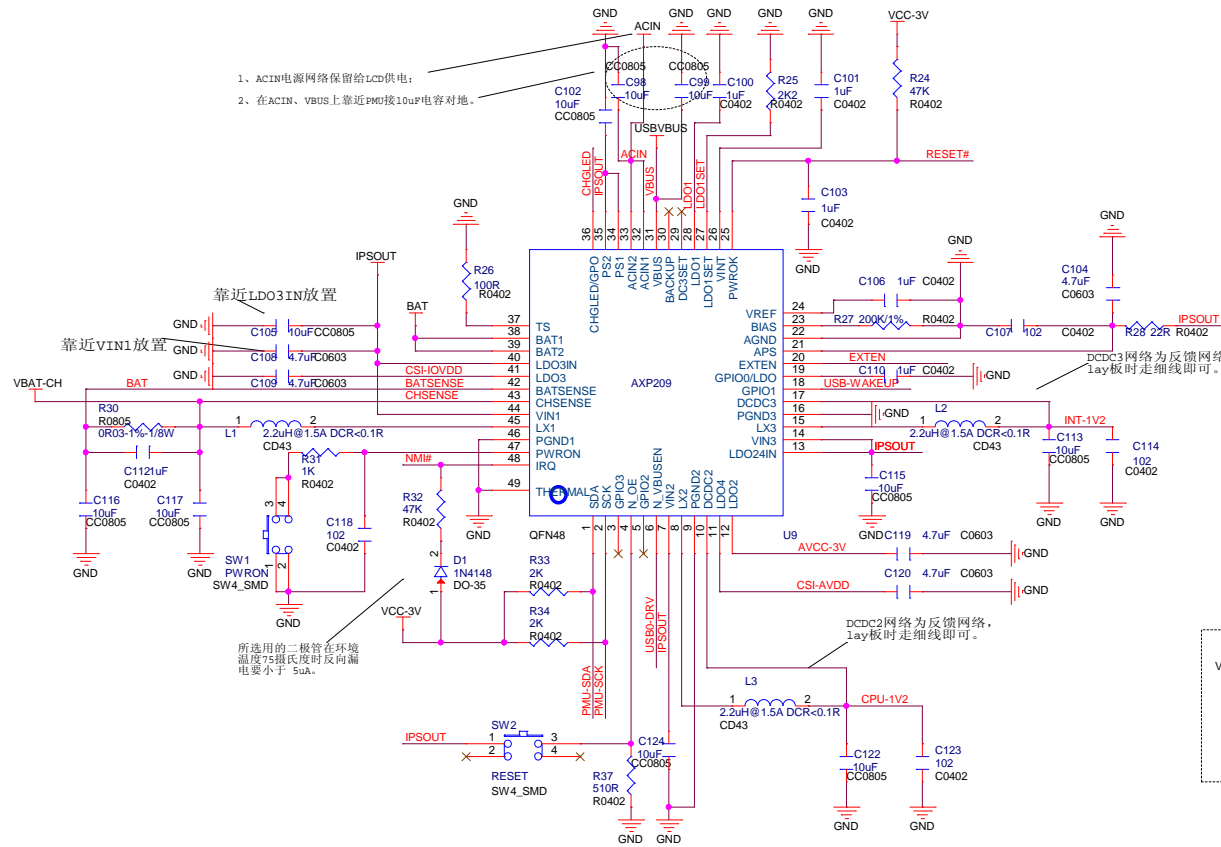 GND
ACIN
GND
GND
GND
GND
VCC-3V
1、ACIN电源网络保留给LCD供电;
2、在ACIN、VBUS上靠近PMU接10uF电容对地。
CC0805
C98
10uF
C102
10uF
CC0805
CC0805
C99
10uF
C100
1uF
C0402
R25
2K2
R0402
C101
1uF
C0402
R24
47K
R0402
USBVBUS
CHGLED
IPSOUT
ACIN
VBUS
LDO1
LDO1SET
RESET#
C103
1uF
C0402
GND
GND
36
35
34
33
32
31
30
29
28
27
26
25
CHGLED/GPO
PS2
PS1
ACIN2
ACIN1
VBUS
BACKUP
DC3SET
LDO1
LDO1SET
VINT
PWROK
IPSOUT
R26
100R
R0402
靠近LDO3IN放置
BAT
GND
C105 10uF CC0805
靠近VIN1放置
GND
C108 4.7uF C0603
GND
C109 4.7uF C0603
CSI-IOVDD
BATSENSE
CHSENSE
VBAT-CH
BAT
37 TS
38 BAT1
39 BAT2
40 LDO3IN
41 LDO3
42 BATSENSE
43 CHSENSE
44 VIN1
45 LX1
46 PGND1
47 PWRON
48 IRQ
49 THERMAL
AXP209
VREF 24
BIAS 23
AGND 22
APS 21
EXTEN 20
GPIO0/LDO 19
GPIO1 18
DCDC3 17
PGND3 16
LX3 15
VIN3 14
LDO24IN 13
GND
C106 1uF C0402
R27 200K/1% R0402
C107 102 C0402
C104
4.7uF
C0603
IPSOUT
R28 22R R0402
EXTEN
C110 1uF C0402
GND
USB-WAKEUP
DCDC3网络为反馈网络
lay板时走细线即可。
GND
L2
1 2
2.2uH@1.5A DCR<0.1R
CD43
INT-1V2
IPSOUT
C113
10uF
CC0805
C114
102
C0402
C115
10uF
CC0805
GND
GND
GND
R30
R0805
0R03-1%-1/8W
L1
1 2
2.2uH@1.5A DCR<0.1R
CD43
C112 1uF
C0402
C116
10uF
CC0805
C117
10uF
CC0805
GND
GND
R31
1K
R0402
3 4
1 2
SW1
PWRON
SW4_SMD
C118
102
C0402
GND
GND
NMI#
R32
47K
R0402
2
D1
1N4148
DO-35
1
VCC-3V
所选用的二极管在环境
温度75摄氏度时反向漏
电要小于 5uA。
QFN48
R33
2K
R0402
R34
2K
R0402
SDA
SCK
GPIO3
N_OE
GPIO2
N_VBUSEN
VIN2
LX2
PGND2
DCDC2
LDO4
LDO2
1
2
3
4
5
6
7
8
9
10
11
12
PMU-SDA
PMU-SCK
USB0-DRV
IPSOUT
U9
AVCC-3V
C119 4.7uF C0603
GND
CSI-AVDD
C120 4.7uF C0603
GND
DCDC2网络为反馈网络,
lay板时走细线即可。
L3
1 2
2.2uH@1.5A DCR<0.1R
CD43
CPU-1V2
C122
10uF
CC0805
C123
102
C0402
GND
GND
IPSOUT
SW2
1 3
2 4
RESET
SW4_SMD
R37
510R
R0402
C124
10uF
CC0805
GND
GND
V